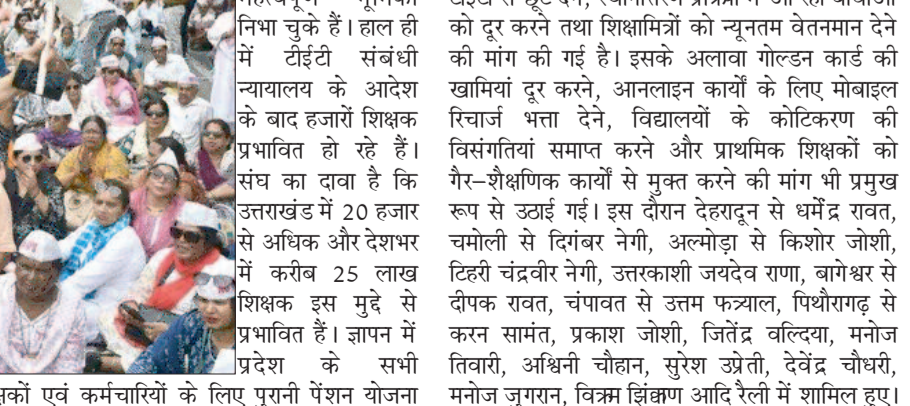 निभा चुके हैं। हाल ही
में टीईटी संबंधी
न्यायालय के आदेश
के बाद हजारों शिक्षक
प्रभावित हो रहे हैं।
संघ का दावा है कि
उत्तराखंड में 20 हजार
से अधिक और देशभर
में करीब 25 लाख
शिक्षक इस मुद्दे से
प्रभावित हैं। ज्ञापन में
प्रदेश के सभी
एवं कर्मचारियों के लिए पुरानी पेंशन योजना
को दूर करने तथा शिक्षामित्रों को न्यूनतम वेतनमान देने
की मांग की गई है। इसके अलावा गोल्डन कार्ड की
खामियां दूर करने, आनलाइन कार्यों के लिए मोबाइल
रिचार्ज भत्ता देने, विद्यालयों के कोटिकरण की
विसंगतियां समाप्त करने और प्राथमिक शिक्षकों को
गैर–शैक्षणिक कार्यों से मुक्त करने की मांग भी प्रमुख
रूप से उठाई गई। इस दौरान देहरादून से धर्मेंद्र रावत,
चमोली से दिगंबर नेगी, अल्मोड़ा से किशोर जोशी,
टिहरी चंद्रवीर नेगी, उत्तरकाशी जयदेव राणा, बागेश्वर से
दीपक रावत, चंपावत से उत्तम फर्त्याल, पिथौरागढ़ से
करन सामंत, प्रकाश जोशी, जितेंद्र वल्दिया, मनोज
तिवारी, अश्विनी चौहान, सुरेश उप्रेती, देवेंद्र चौधरी,
मनोज जुगरान, विक्रम झिंक्वाण आदि रैली में शामिल हुए।